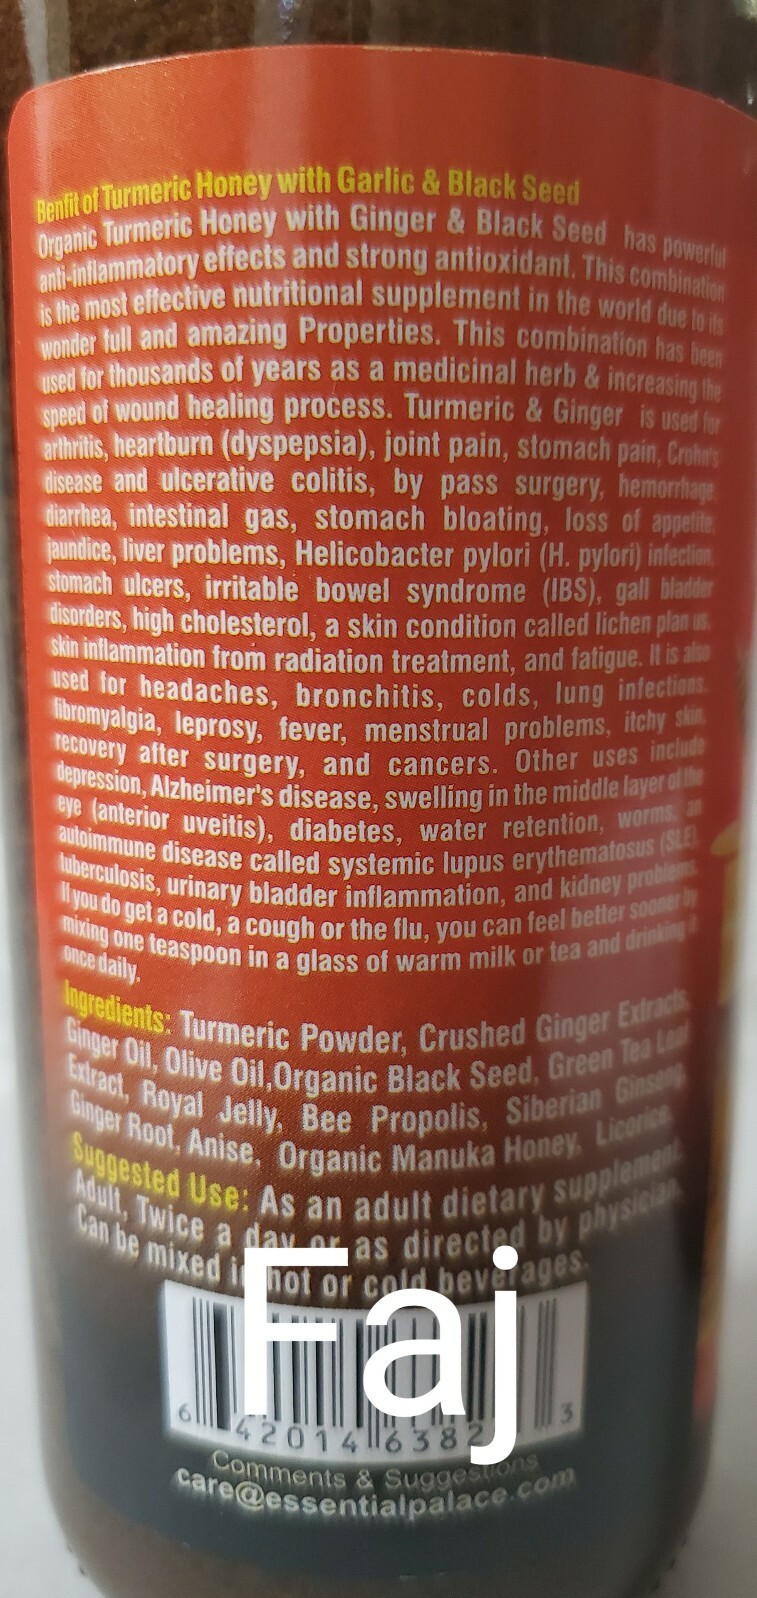 Benfit of Turmeric Honey with Garlic & Black Seed
Organic Turmeric Honey with Ginger & Black Seed has powerful
anti-inflammatory effects and strong antioxidant. This combination
is the most effective nutritional supplement in the world due to its
wonder full and amazing Properties. This combination has been
used for thousands of years as a medicinal herb & increasing the
speed of wound healing process. Turmeric & Ginger is used for
arthritis, heartburn (dyspepsia), joint pain, stomach pain, Crohn's
disease and ulcerative colitis, by pass surgery, hemorrhage,
diarrhea, intestinal gas, stomach bloating, loss of appetite,
jaundice, liver problems, Helicobacter pylori (H. pylori) infection,
stomach ulcers, irritable bowel syndrome (IBS), gall bladder
disorders, high cholesterol, a skin condition called lichen plan us,
skin inflammation from radiation treatment, and fatigue. It is also
used for headaches, bronchitis, colds, lung infections,
fibromyalgia, leprosy, fever, menstrual problems, itchy skin,
recovery after surgery, and cancers. Other uses include
depression, Alzheimer's disease, swelling in the middle layer of the
eye (anterior uveitis), diabetes, water retention, worms, an
autoimmune disease called systemic lupus erythematosus (SLE),
tuberculosis, urinary bladder inflammation, and kidney problems.
If you do get a cold, a cough or the flu, you can feel better sooner by
mixing one teaspoon in a glass of warm milk or tea and drinking it
once daily.
Ingredients: Turmeric Powder, Crushed Ginger Extracts,
Ginger Oil, Olive Oil,Organic Black Seed, Green Tea Leaf
Extract, Royal Jelly, Bee Propolis, Siberian Ginseng,
Ginger Root, Anise, Organic Manuka Honey, Licorice.
Suggested Use: As an adult dietary supplement.
Adult, Twice a day or as directed by physician.
Can be mixed in hot or cold beverages.
Faj
6 42014 6382 3
Comments & Suggestions
care@essentialpalace.com